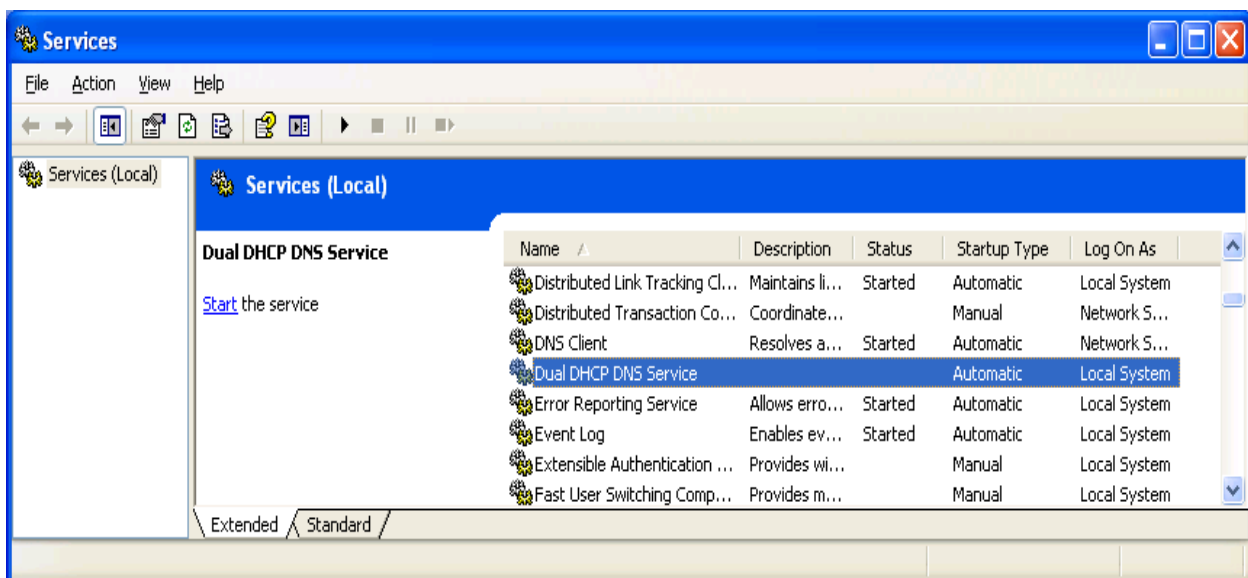 Services
File Action View Help
Services (Local)
Services (Local)
Dual DHCP DNS Service
Start the service
Name Description Status Startup Type Log On As
Distributed Link Tracking Cl... Maintains li... Started Automatic Local System
Distributed Transaction Co... Coordinate... Manual Network S...
DNS Client Resolves a... Started Automatic Network S...
Dual DHCP DNS Service Automatic Local System
Error Reporting Service Allows erro... Started Automatic Local System
Event Log Enables ev... Started Automatic Local System
Extensible Authentication ... Provides wi... Manual Local System
Fast User Switching Comp... Provides m... Manual Local System
Extended Standard